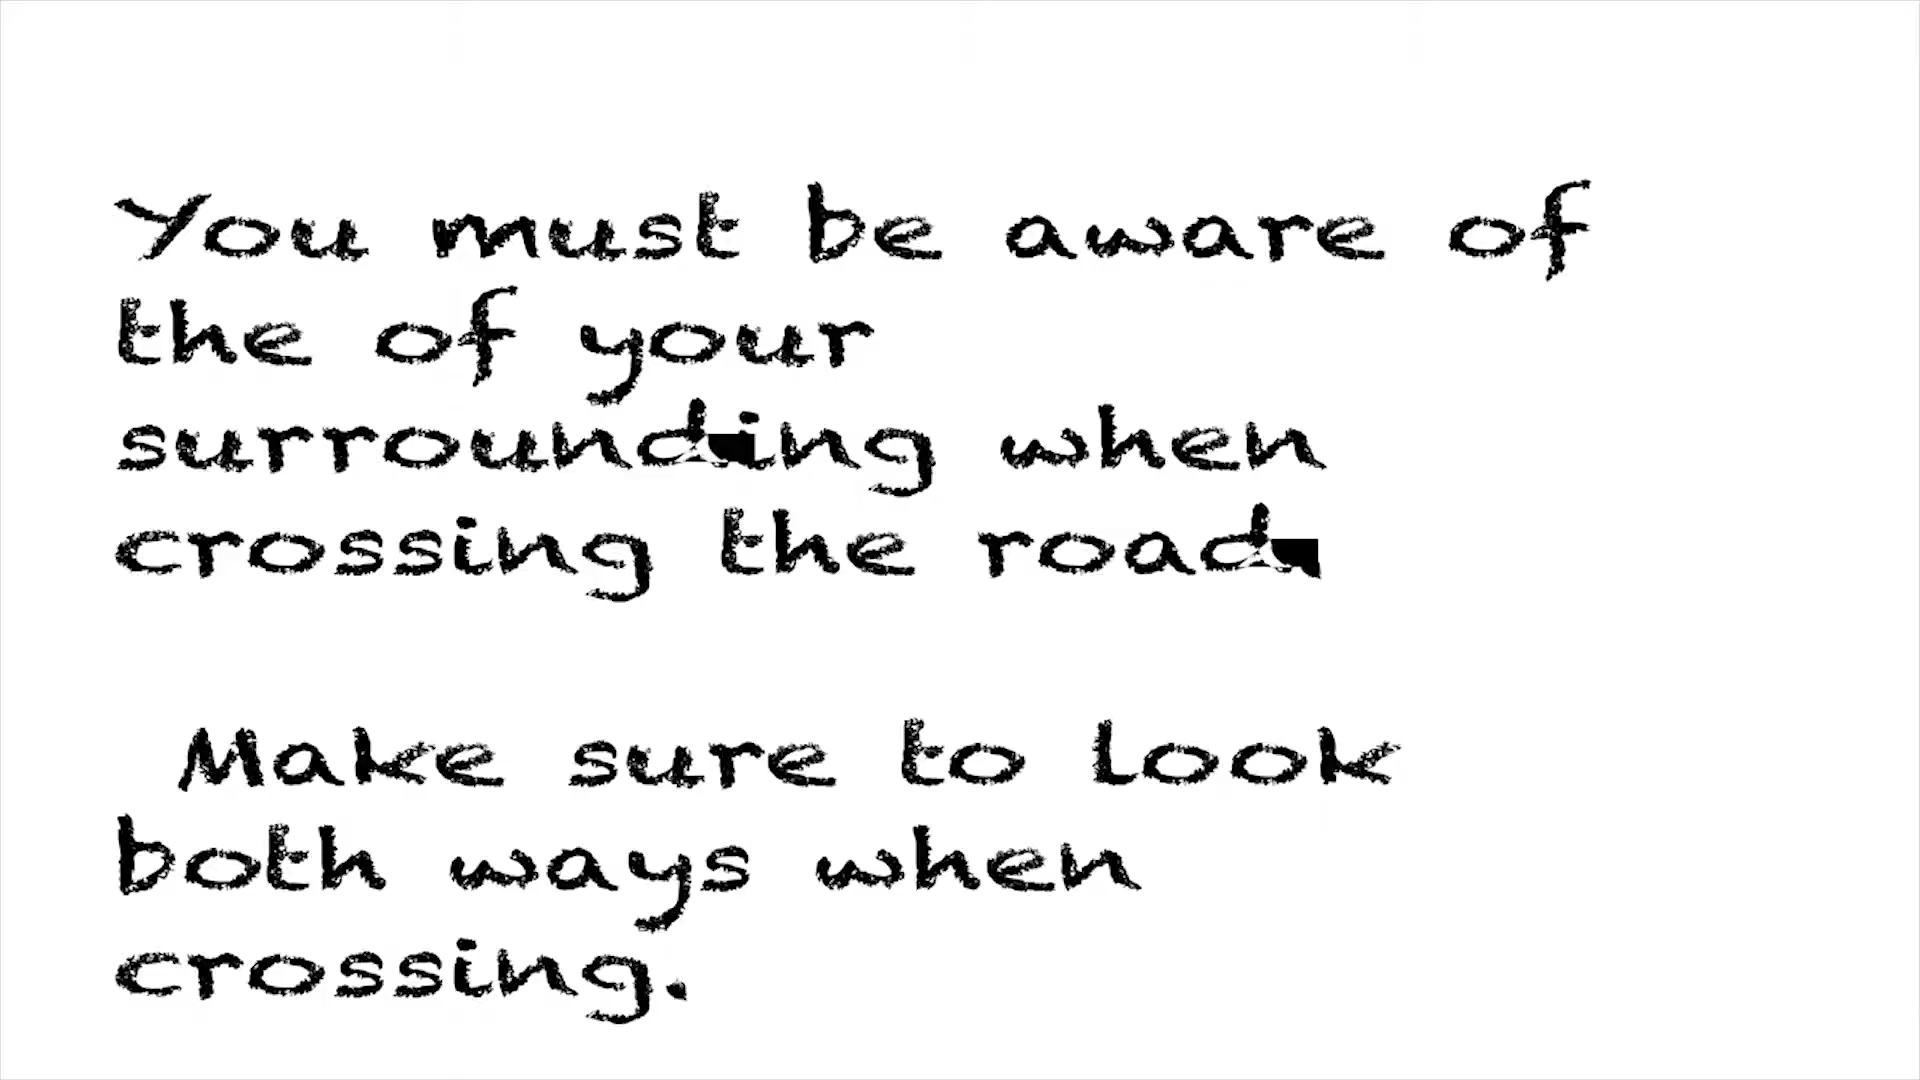 You must be aware of
the of your
surrounding when
crossing the road
Make sure to look
both ways when
crossing.